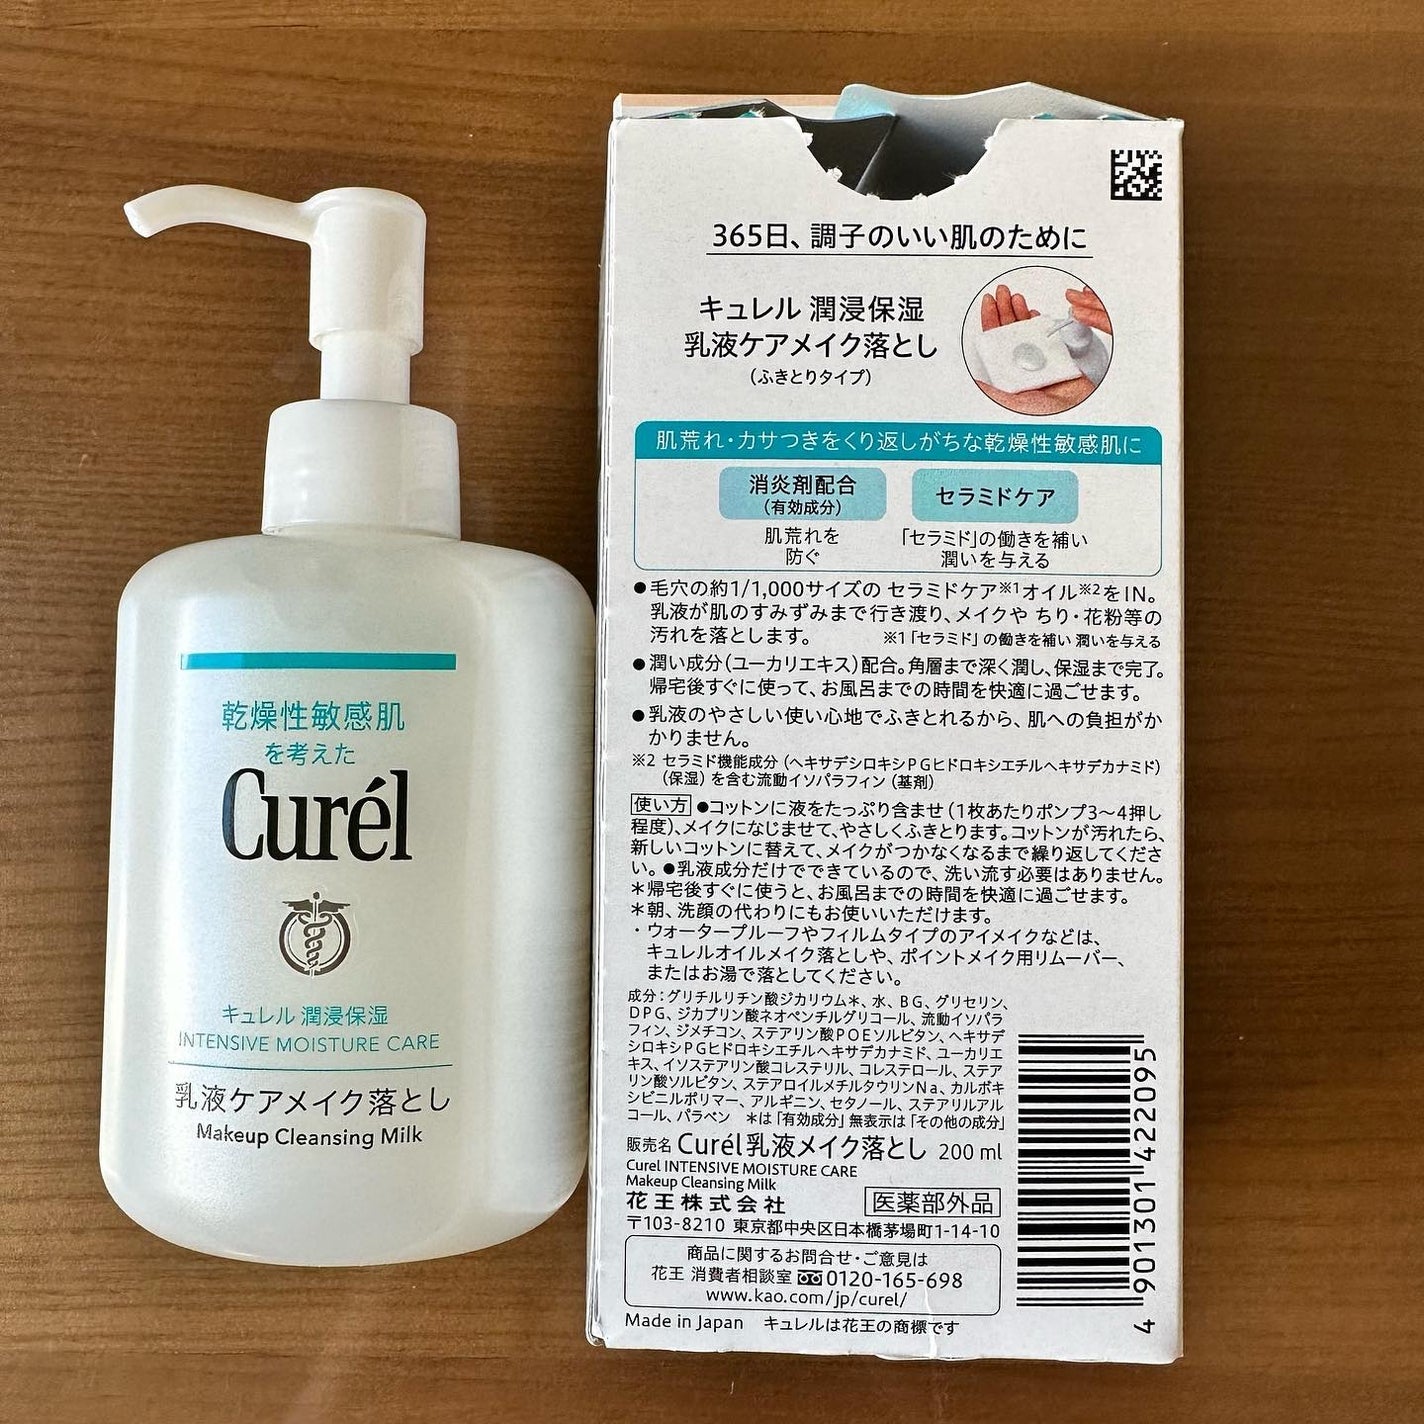 乾燥性敏感肌
を考えた
Curél
キュレル 潤浸保湿
INTENSIVE MOISTURE CARE
乳液ケアメイク落とし
Makeup Cleansing Milk
365日、調子のいい肌のために
キュレル 潤浸保湿
乳液ケアメイク落とし
(ふきとりタイプ)
肌荒れ・カサつきをくり返しがちな乾燥性敏感肌に
消炎剤配合
(有効成分)
肌荒れを
防ぐ
セラミドケア
「セラミド」の働きを補い
潤いを与える
●毛穴の約1/1,000サイズの セラミドケア※1オイル※2をIN。
乳液が肌のすみずみまで行き渡り、メイクや ちり・花粉等の
汚れを落とします。 ※1「セラミド」の働きを補い 潤いを与える
●潤い成分(ユーカリエキス)配合。角層まで深く潤し、保湿まで完了。
帰宅後すぐに使って、お風呂までの時間を快適に過ごせます。
●乳液のやさしい使い心地でふきとれるから、肌への負担がか
かりません。
※2 セラミド機能成分(ヘキサデシロキシPGヒドロキシエチルヘキサデカナミド)
(保湿)を含む流動イソパラフィン(基剤)
使い方 ●コットンに液をたっぷり含ませ(1枚あたりポンプ3〜4押し
程度)、メイクになじませて、やさしくふきとります。コットンが汚れたら、
新しいコットンに替えて、メイクがつかなくなるまで繰り返してくださ
い。●乳液成分だけでできているので、洗い流す必要はありません。
＊帰宅後すぐに使うと、お風呂までの時間を快適に過ごせます。
＊朝、洗顔の代わりにもお使いいただけます。
・ウォータープルーフやフィルムタイプのアイメイクなどは、
キュレルオイルメイク落としや、ポイントメイク用リムーバー、
またはお湯で落としてください。
成分：グリチルリチン酸ジカリウム＊、水、BG、グリセリン、
DPG、ジカプリン酸ネオペンチルグリコール、流動イソパラ
フィン、ジメチコン、ステアリン酸POEソルビタン、ヘキサデ
シロキシPGヒドロキシエチルヘキサデカナミド、ユーカリエ
キス、イソステアリン酸コレステリル、コレステロール、ステア
リン酸ソルビタン、ステアロイルメチルタウリンNa、カルボキ
シビニルポリマー、アルギニン、セタノール、ステアリルアル
コール、パラベン ＊は「有効成分」無表示は「その他の成分」
販売名 Curél乳液メイク落とし 200 ml
Curel INTENSIVE MOISTURE CARE
Makeup Cleansing Milk
花王株式会社 医薬部外品
〒103-8210 東京都中央区日本橋茅場町1-14-10
商品に関するお問合せ・ご意見は
花王 消費者相談室 0120-165-698
www.kao.com/jp/curel/
Made in Japan キュレルは花王の商標です
4 901301 422095